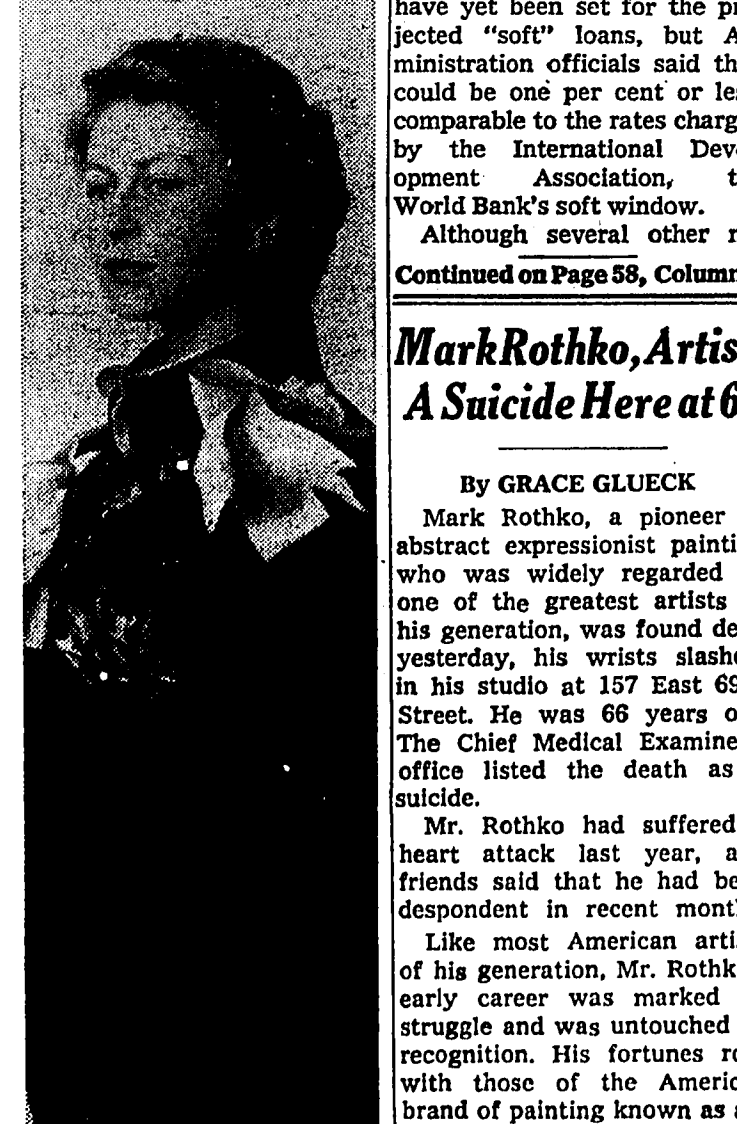 have yet been set for the pr
jected “soft” loans, but A
ministration officials said th
could be one per cent or le
comparable to the rates charg
by the International Dev
opment Association, t
World Bank's soft window.
Although several other r
Continued on Page 58, Column
Mark Rothko, Artis
A Suicide Here at 6
By GRACE GLUECK
Mark Rothko, a pioneer
abstract expressionist painti
who was widely regarded
one of the greatest artists
his generation, was found de
yesterday, his wrists slashe
in his studio at 157 East 69
Street. He was 66 years o
The Chief Medical Examine
office listed the death as
suicide.
Mr. Rothko had suffered
heart attack last year, a
friends said that he had be
despondent in recent mont
Like most American arti
of his generation, Mr. Rothk
early career was marked
struggle and was untouched
recognition. His fortunes ro
with those of the Americ
brand of painting known as a